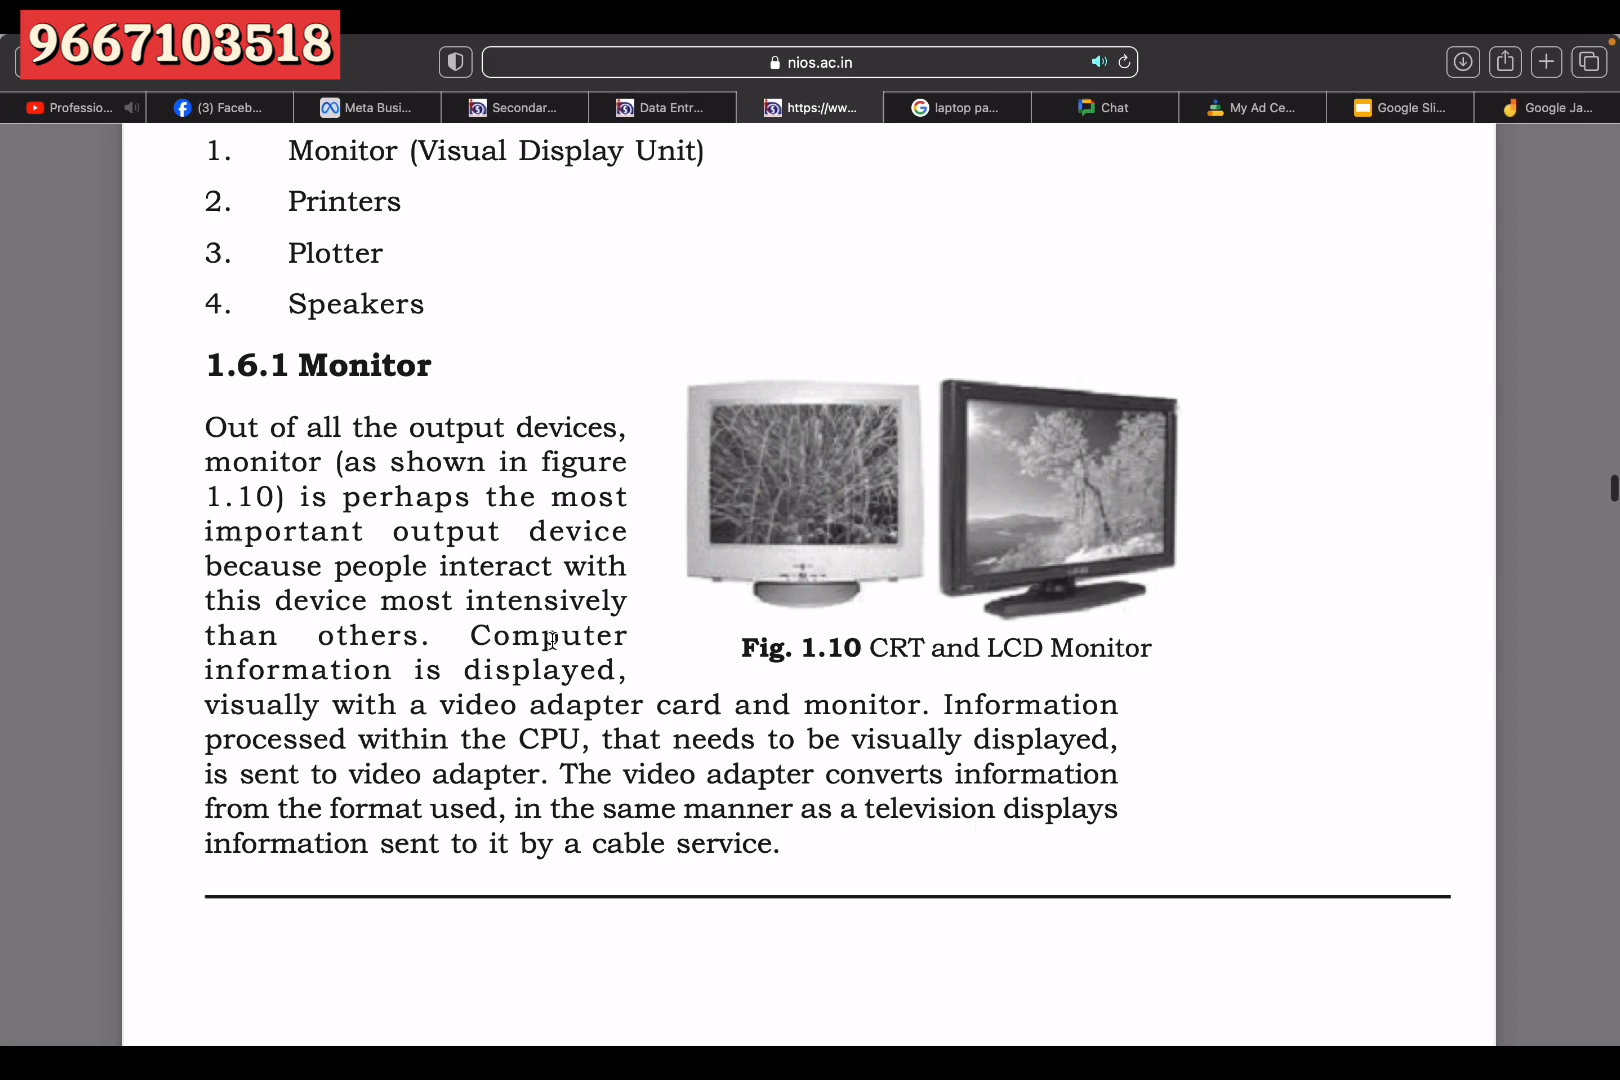 9667103518
nios.ac.in
Professio...
(3) Faceb...
Meta Busi...
Secondar...
Data Entr...
https://ww...
laptop pa...
Chat
My Ad Ce...
Google Sli...
Google Ja...
1. Monitor (Visual Display Unit)
2. Printers
3. Plotter
4. Speakers
1.6.1 Monitor
Out of all the output devices,
monitor (as shown in figure
1.10) is perhaps the most
important output device
because people interact with
this device most intensively
than others. Computer
information is displayed,
Fig. 1.10 CRT and LCD Monitor
visually with a video adapter card and monitor. Information
processed within the CPU, that needs to be visually displayed,
is sent to video adapter. The video adapter converts information
from the format used, in the same manner as a television displays
information sent to it by a cable service.